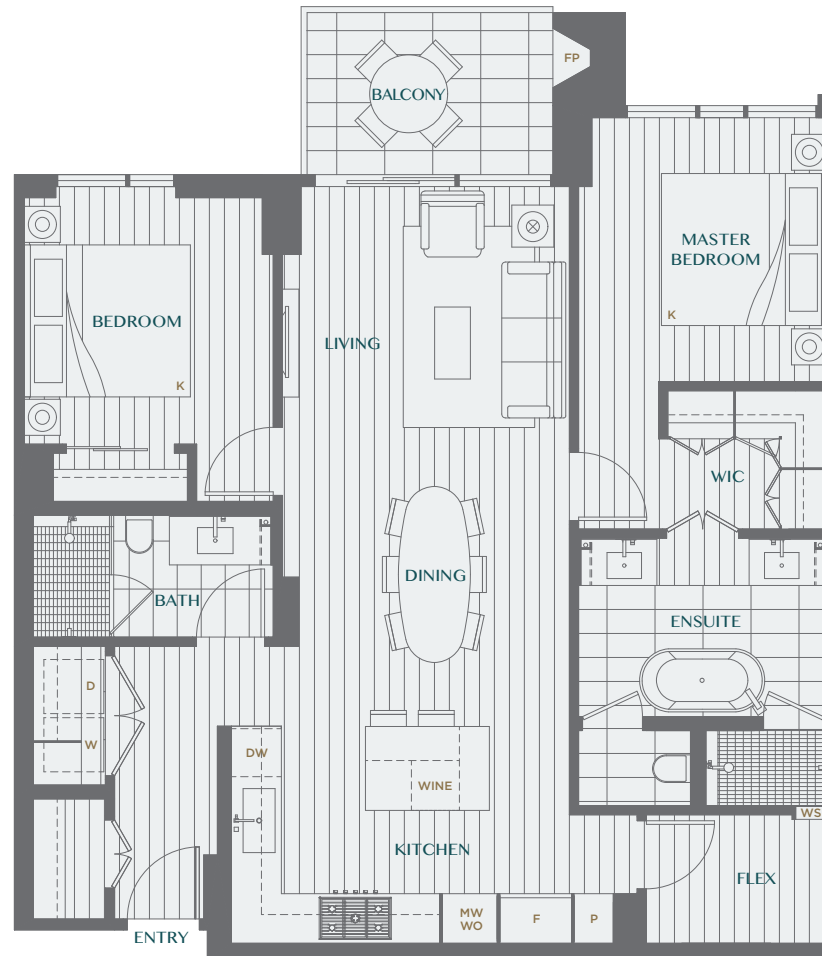 FP
BALCONY
MASTER
BEDROOM
K
BEDROOM
K
LIVING
WIC
DINING
BATH
ENSUITE
D
W
DW
WINE
WS
KITCHEN
FLEX
MW
WO
F
P
ENTRY